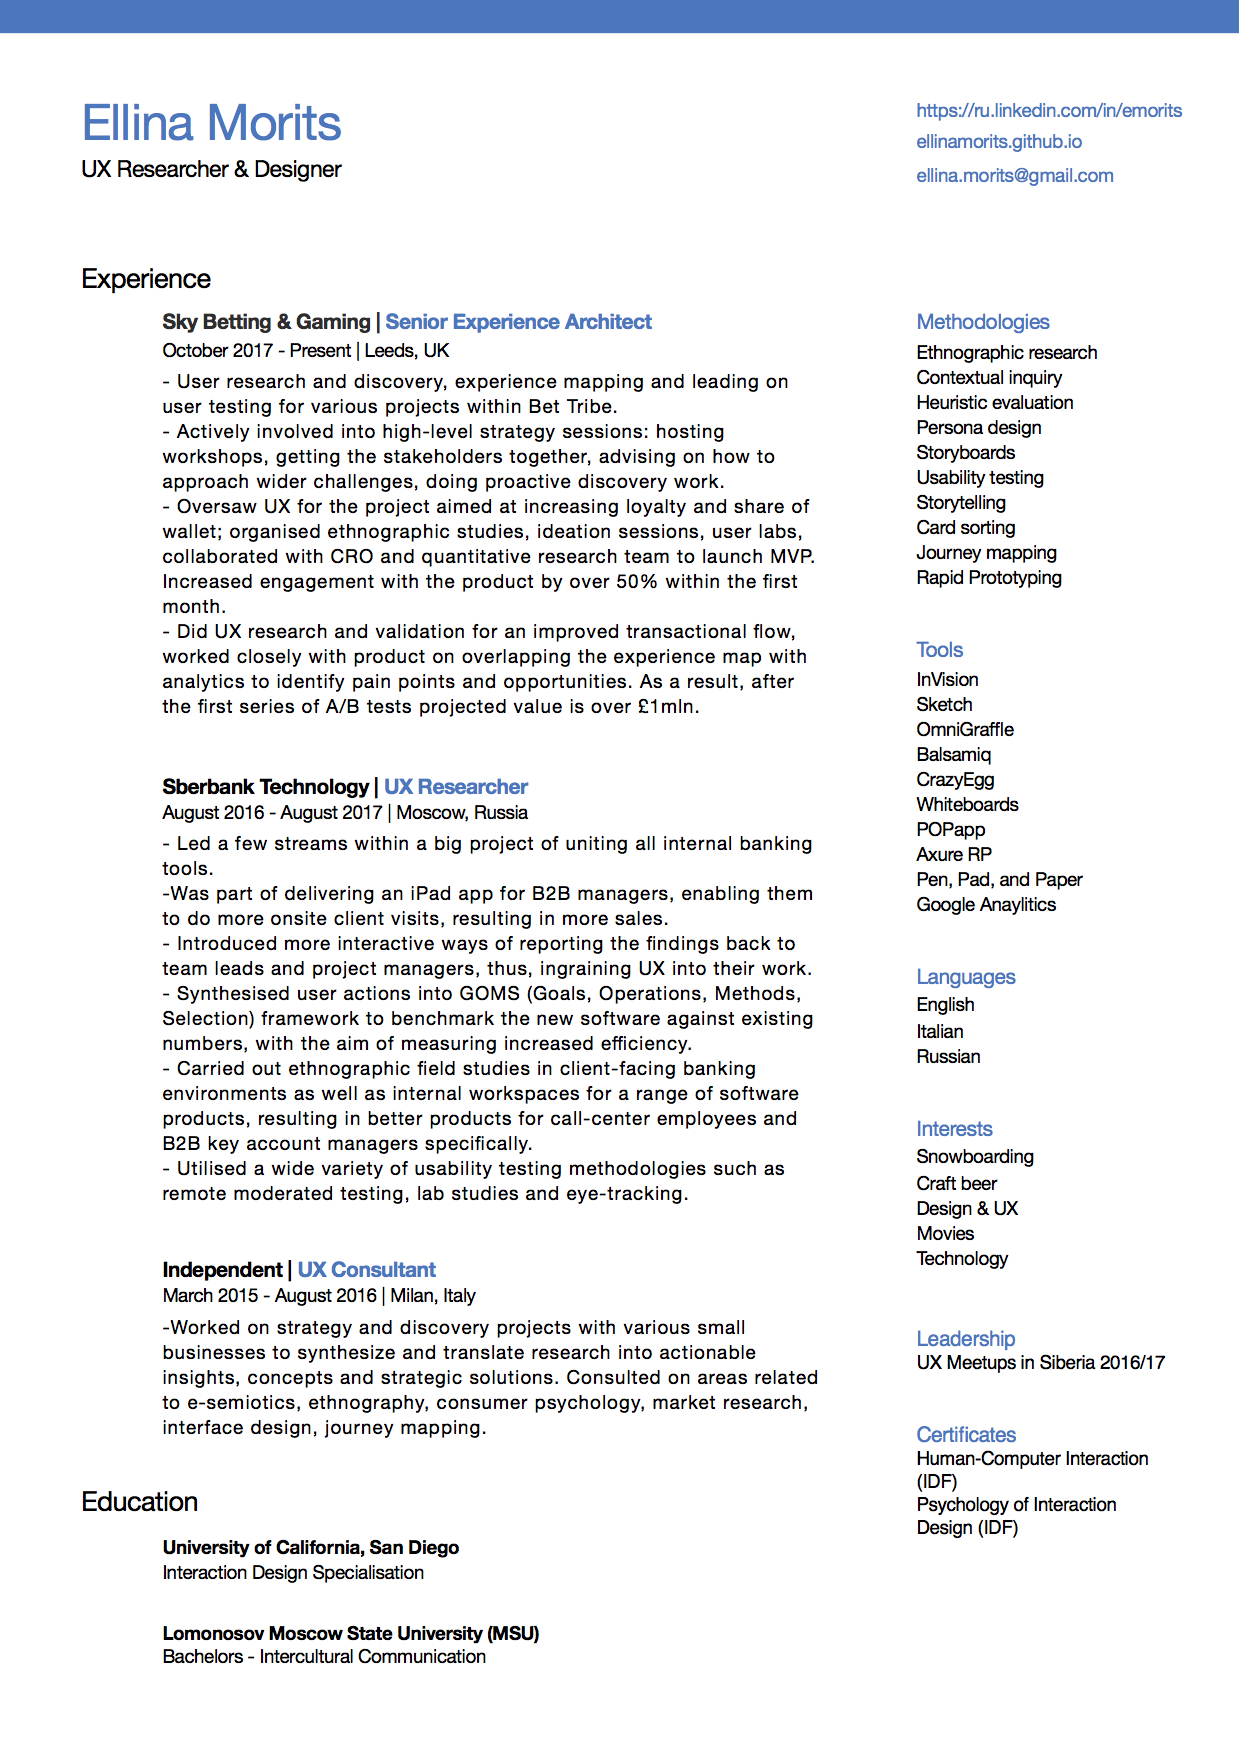 Ellina Morits
UX Researcher & Designer
https://ru.linkedin.com/in/emorits
ellinamorits.github.io
ellina.morits@gmail.com
Experience
Sky Betting & Gaming | Senior Experience Architect
October 2017 - Present | Leeds, UK
- User research and discovery, experience mapping and leading on
user testing for various projects within Bet Tribe.
- Actively involved into high-level strategy sessions: hosting
workshops, getting the stakeholders together, advising on how to
approach wider challenges, doing proactive discovery work.
- Oversaw UX for the project aimed at increasing loyalty and share of
wallet; organised ethnographic studies, ideation sessions, user labs,
collaborated with CRO and quantitative research team to launch MVP.
Increased engagement with the product by over 50% within the first
month.
- Did UX research and validation for an improved transactional flow,
worked closely with product on overlapping the experience map with
analytics to identify pain points and opportunities. As a result, after
the first series of A/B tests projected value is over £1mln.
Sberbank Technology | UX Researcher
August 2016 - August 2017 | Moscow, Russia
- Led a few streams within a big project of uniting all internal banking
tools.
-Was part of delivering an iPad app for B2B managers, enabling them
to do more onsite client visits, resulting in more sales.
- Introduced more interactive ways of reporting the findings back to
team leads and project managers, thus, ingraining UX into their work.
- Synthesised user actions into GOMS (Goals, Operations, Methods,
Selection) framework to benchmark the new software against existing
numbers, with the aim of measuring increased efficiency.
- Carried out ethnographic field studies in client-facing banking
environments as well as internal workspaces for a range of software
products, resulting in better products for call-center employees and
B2B key account managers specifically.
- Utilised a wide variety of usability testing methodologies such as
remote moderated testing, lab studies and eye-tracking.
Independent | UX Consultant
March 2015 - August 2016 | Milan, Italy
-Worked on strategy and discovery projects with various small
businesses to synthesize and translate research into actionable
insights, concepts and strategic solutions. Consulted on areas related
to e-semiotics, ethnography, consumer psychology, market research,
interface design, journey mapping.
Education
University of California, San Diego
Interaction Design Specialisation
Lomonosov Moscow State University (MSU)
Bachelors - Intercultural Communication
Methodologies
Ethnographic research
Contextual inquiry
Heuristic evaluation
Persona design
Storyboards
Usability testing
Storytelling
Card sorting
Journey mapping
Rapid Prototyping
Tools
InVision
Sketch
OmniGraffle
Balsamiq
CrazyEgg
Whiteboards
POPapp
Axure RP
Pen, Pad, and Paper
Google Anaylitics
Languages
English
Italian
Russian
Interests
Snowboarding
Craft beer
Design & UX
Movies
Technology
Leadership
UX Meetups in Siberia 2016/17
Certificates
Human-Computer Interaction
(IDF)
Psychology of Interaction
Design (IDF)